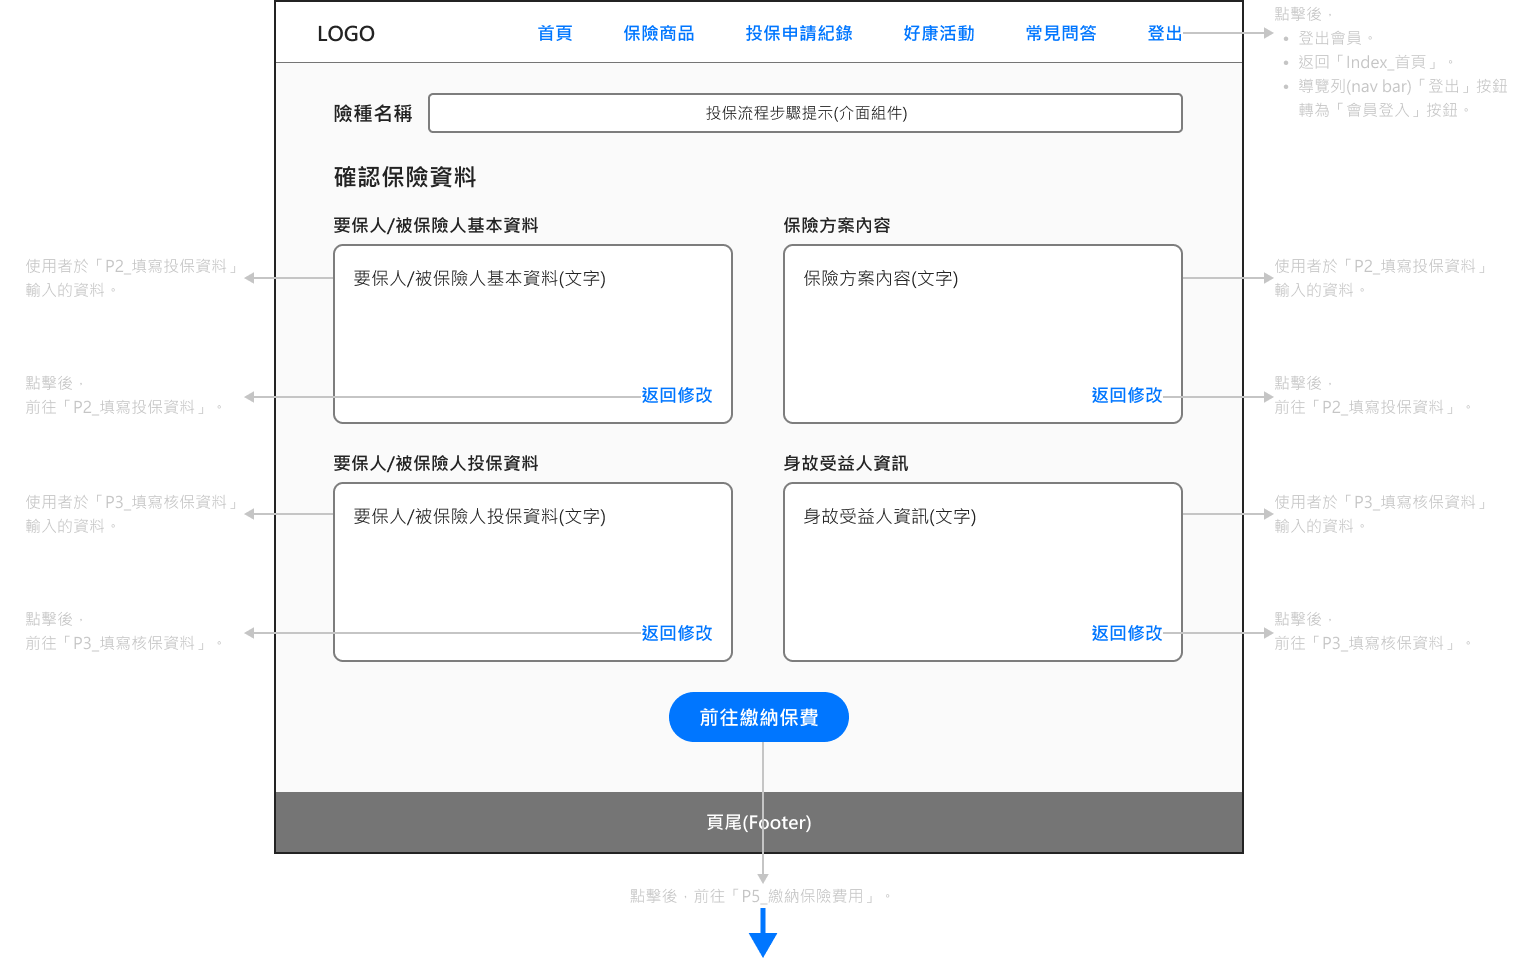 LOGO
首頁
保險商品
投保申請紀錄
好康活動
常見問答
登出
點擊後，
• 登出會員。
• 返回「Index_首頁」。
• 導覽列(nav bar)「登出」按鈕
轉為「會員登入」按鈕。
險種名稱
投保流程步驟提示(介面組件)
確認保險資料
要保人/被保險人基本資料
保險方案內容
使用者於「P2_填寫投保資料」
輸入的資料。
要保人/被保險人基本資料(文字)
保險方案內容(文字)
使用者於「P2_填寫投保資料」
輸入的資料。
點擊後，
前往「P2_填寫投保資料」。
返回修改
返回修改
點擊後，
前往「P2_填寫投保資料」。
要保人/被保險人投保資料
身故受益人資訊
使用者於「P3_填寫核保資料」
輸入的資料。
要保人/被保險人投保資料(文字)
身故受益人資訊(文字)
使用者於「P3_填寫核保資料」
輸入的資料。
點擊後，
前往「P3_填寫核保資料」。
返回修改
返回修改
點擊後，
前往「P3_填寫核保資料」。
前往繳納保費
頁尾(Footer)
點擊後，前往「P5_繳納保險費用」。